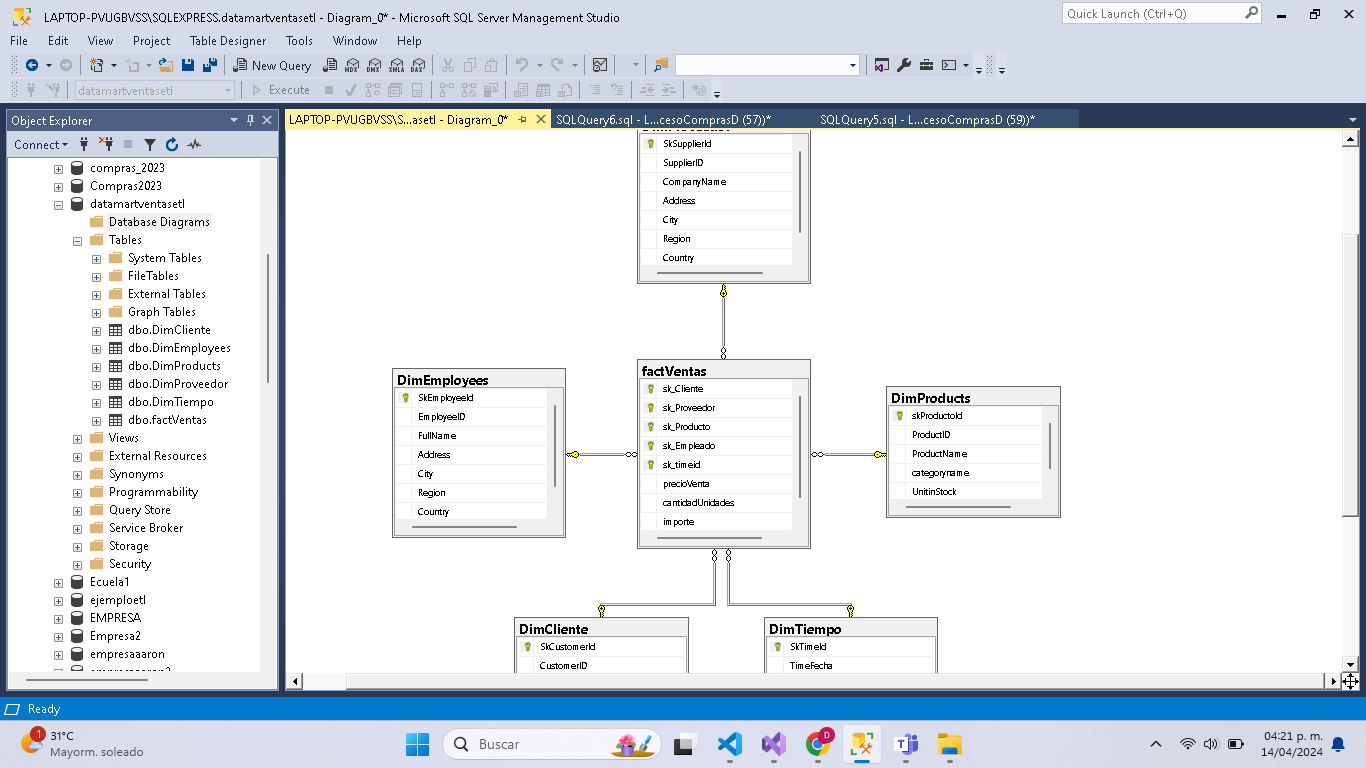 LAPTOP-PVUGBVSS\SQLEXPRESS.datamartventasetl - Diagram_0* - Microsoft SQL Server Management Studio
Quick Launch (Ctrl+Q)
File Edit View Project Table Designer Tools Window Help
New Query MDX DMX XMLA DAX
datamartventasetl Execute
Object Explorer
LAPTOP-PVUGBVSS\S...asetl - Diagram_0* SQLQuery6.sql - L...cesoComprasD (57))* SQLQuery5.sql - L...cesoComprasD (59))*
Connect
compras_2023
Compras2023
datamartventasetl
Database Diagrams
Tables
System Tables
FileTables
External Tables
Graph Tables
dbo.DimCliente
dbo.DimEmployees
dbo.DimProducts
dbo.DimProveedor
dbo.DimTiempo
dbo.factVentas
Views
External Resources
Synonyms
Programmability
Query Store
Service Broker
Storage
Security
Ecuela1
ejemploetl
EMPRESA
Empresa2
empresaaaron
SkSupplierId
SupplierID
CompanyName
Address
City
Region
Country
DimEmployees
SkEmployeeId
EmployeeID
FullName
Address
City
Region
Country
factVentas
sk_Cliente
sk_Proveedor
sk_Producto
sk_Empleado
sk_timeid
precioVenta
cantidadUnidades
importe
DimProducts
skProductoId
ProductID
ProductName
categoryname
UnitinStock
DimCliente
SkCustomerId
CustomerID
DimTiempo
SkTimeId
TimeFecha
Ready
1
31°C
Mayorm. soleado
Buscar
D
04:21 p. m.
14/04/2024